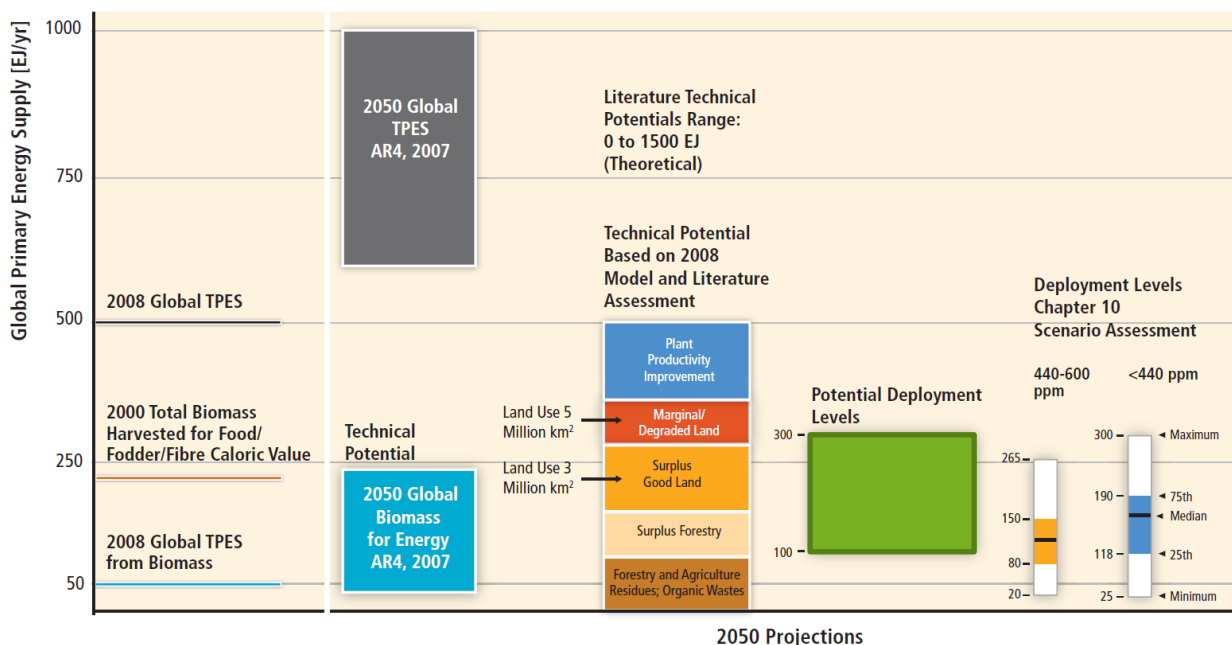 Global Primary Energy Supply [EJ/yr]
1000
750
500
250
50
2008 Global TPES
2000 Total Biomass
Harvested for Food/
Fodder/Fibre Caloric Value
2008 Global TPES
from Biomass
2050 Global
TPES
AR4, 2007
Technical
Potential
2050 Global
Biomass
for Energy
AR4, 2007
Literature Technical
Potentials Range:
0 to 1500 EJ
(Theoretical)
Technical Potential
Based on 2008
Model and Literature
Assessment
Plant
Productivity
Improvement
Land Use 5
Million km²
Marginal/
Degraded Land
Land Use 3
Million km²
Surplus
Good Land
Surplus Forestry
Forestry and Agriculture
Residues; Organic Wastes
Potential Deployment
Levels
300
100
Deployment Levels
Chapter 10
Scenario Assessment
440-600
ppm
<440 ppm
265
150
80
20
300
190
118
25
Maximum
75th
Median
25th
Minimum
2050 Projections